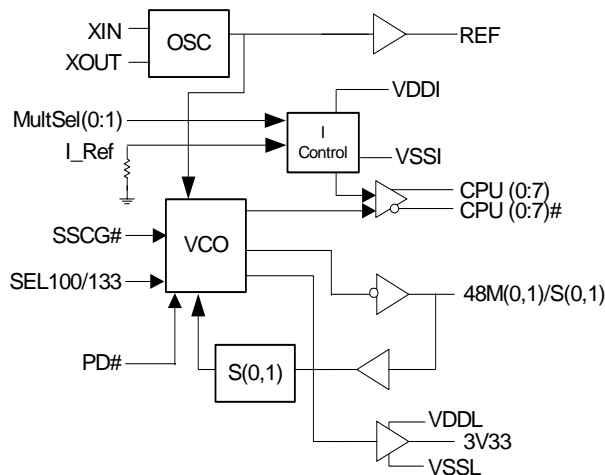 XIN
XOUT
OSC
REF
VDDI
MultSel(0:1)
I_Ref
I
Control
VSSI
CPU (0:7)
CPU (0:7)#
SSCG#
VCO
SEL100/133
48M(0,1)/S(0,1)
PD#
S(0,1)
VDDL
3V33
VSSL